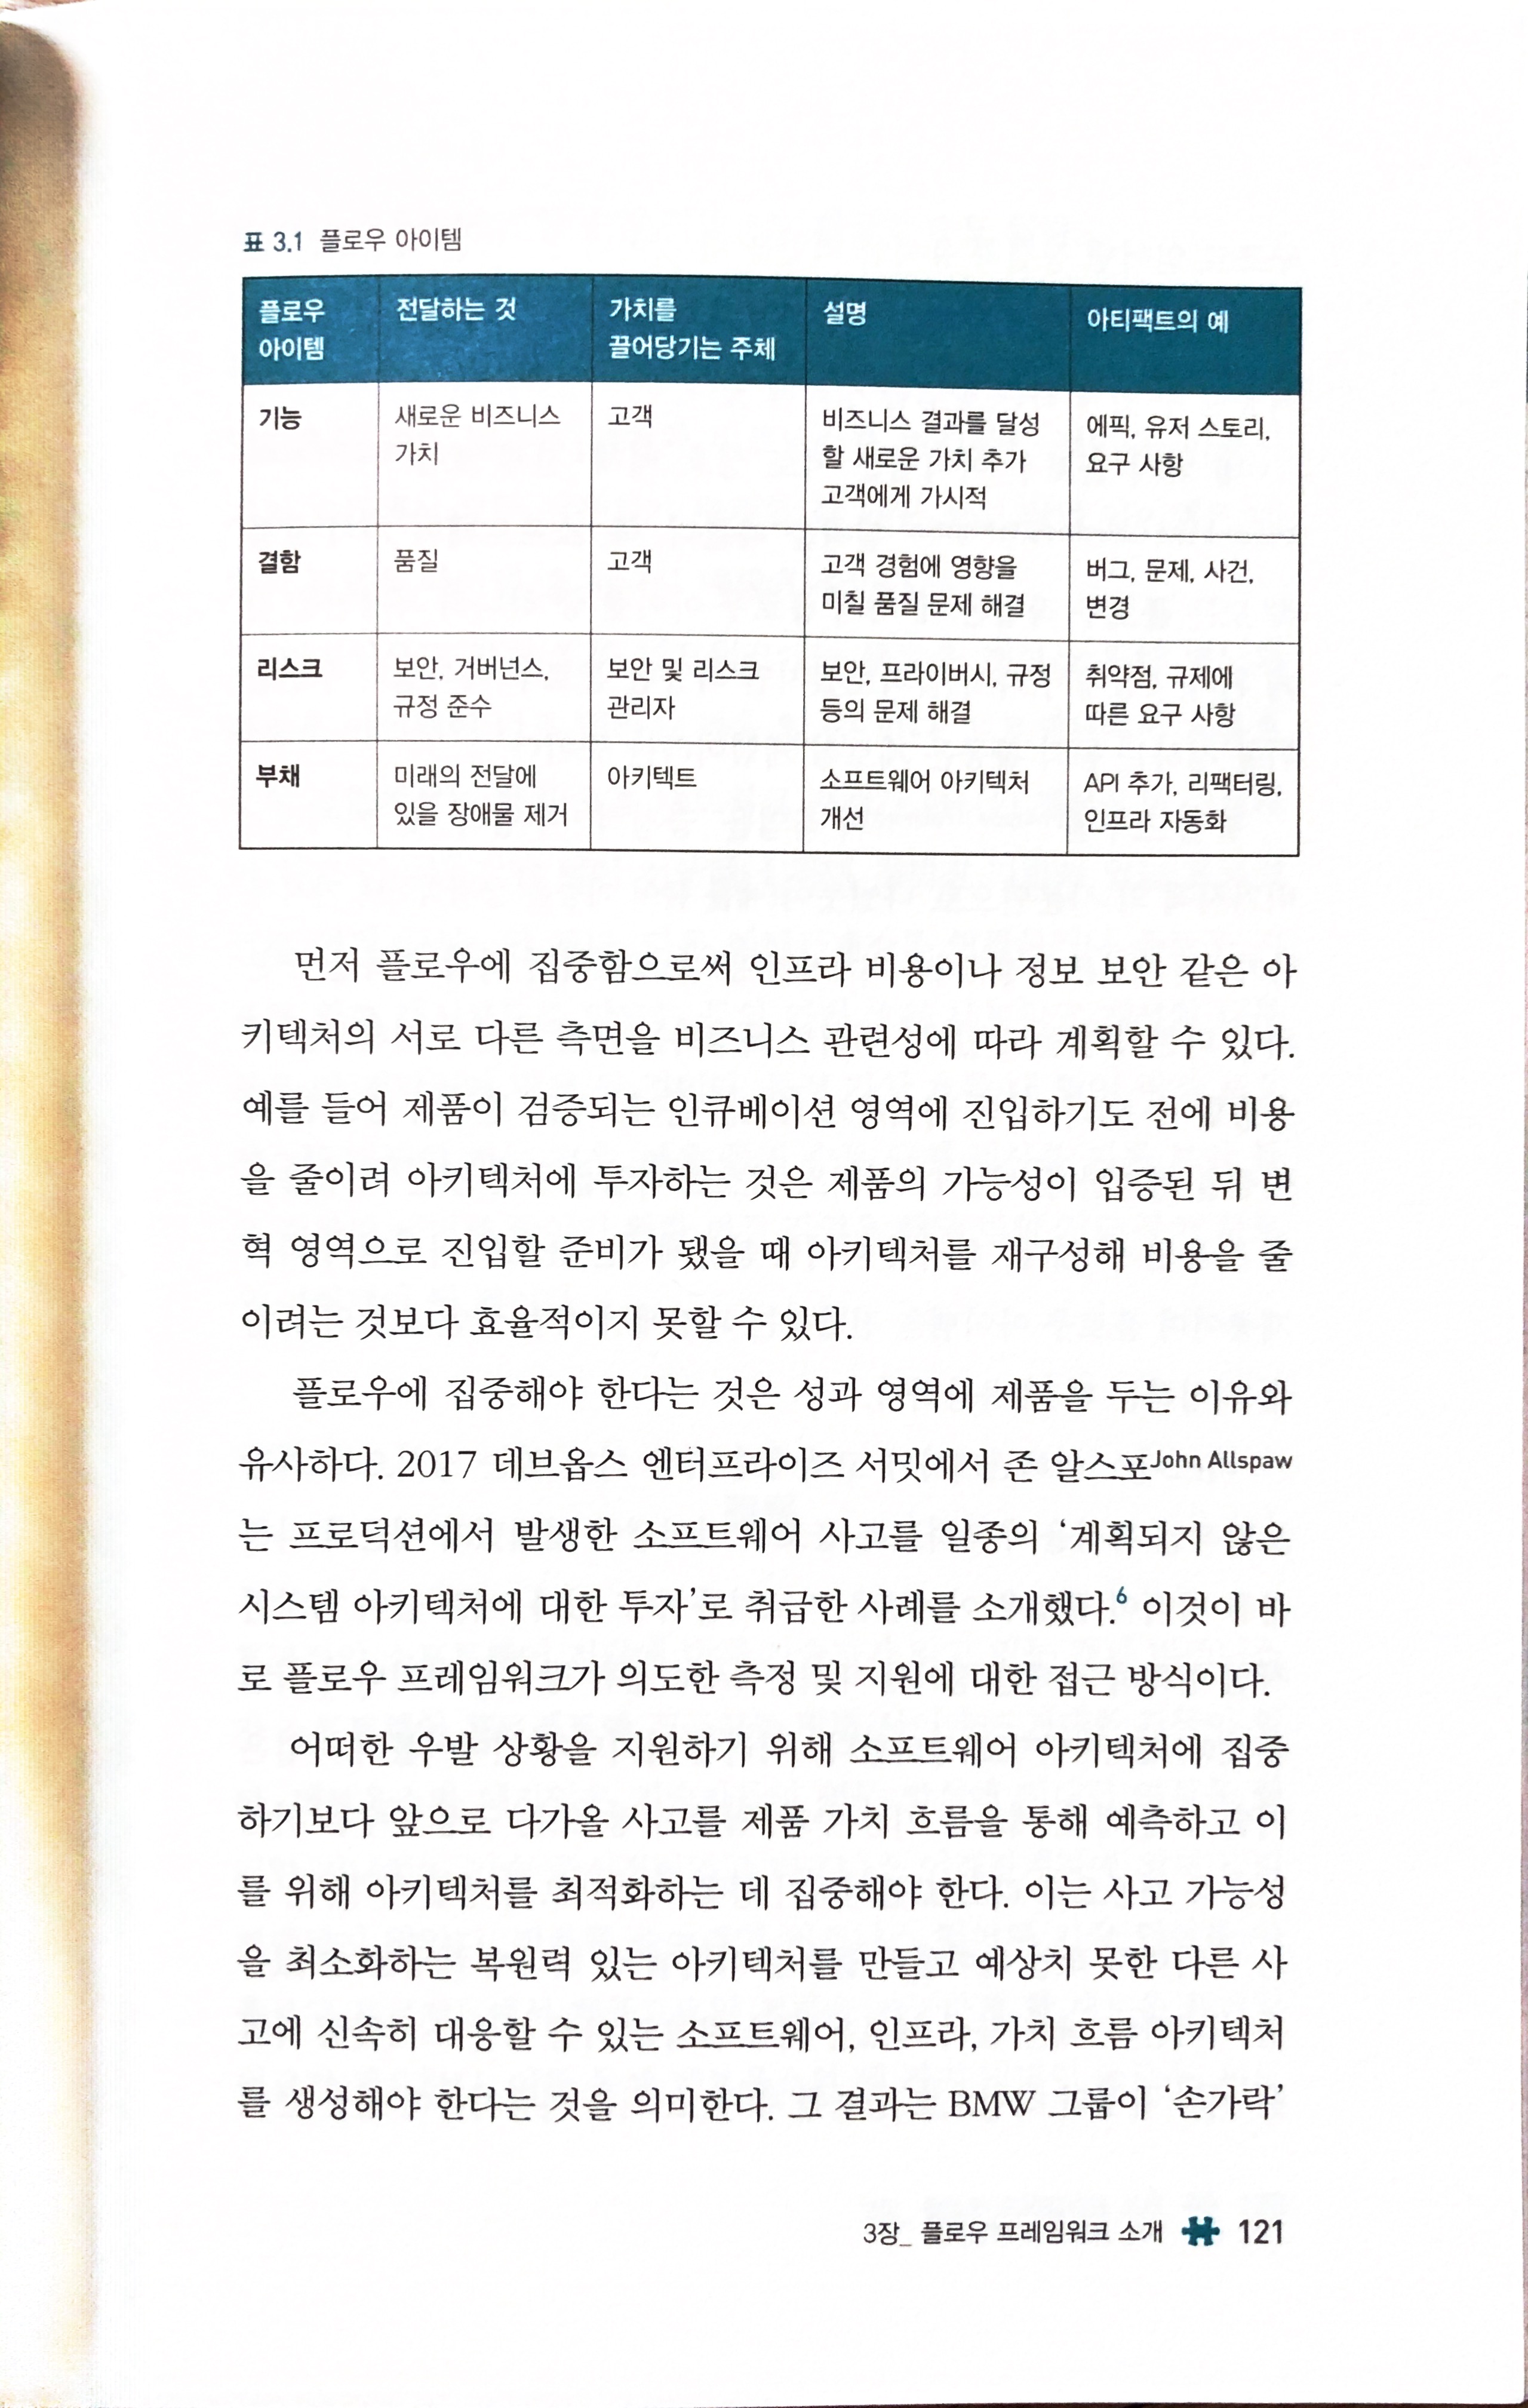 표 3.1 플로우 아이템
플로우 아이템 전달하는 것 가치를 끌어당기는 주체 설명 아티팩트의 예
기능 새로운 비즈니스 가치 고객 비즈니스 결과를 달성할 새로운 가치 추가 고객에게 가시적 에픽, 유저 스토리, 요구 사항
결함 품질 고객 고객 경험에 영향을 미칠 품질 문제 해결 버그, 문제, 사건, 변경
리스크 보안, 거버넌스, 규정 준수 보안 및 리스크 관리자 보안, 프라이버시, 규정 등의 문제 해결 취약점, 규제에 따른 요구 사항
부채 미래의 전달에 있을 장애물 제거 아키텍트 소프트웨어 아키텍처 개선 API 추가, 리팩터링, 인프라 자동화
먼저 플로우에 집중함으로써 인프라 비용이나 정보 보안 같은 아
키텍처의 서로 다른 측면을 비즈니스 관련성에 따라 계획할 수 있다.
예를 들어 제품이 검증되는 인큐베이션 영역에 진입하기도 전에 비용
을 줄이려 아키텍처에 투자하는 것은 제품의 가능성이 입증된 뒤 변
혁 영역으로 진입할 준비가 됐을 때 아키텍처를 재구성해 비용을 줄
이려는 것보다 효율적이지 못할 수 있다.
플로우에 집중해야 한다는 것은 성과 영역에 제품을 두는 이유와
유사하다. 2017 데브옵스 엔터프라이즈 서밋에서 존 알스포John Allspaw
는 프로덕션에서 발생한 소프트웨어 사고를 일종의 ‘계획되지 않은
시스템 아키텍처에 대한 투자’로 취급한 사례를 소개했다.6 이것이 바
로 플로우 프레임워크가 의도한 측정 및 지원에 대한 접근 방식이다.
어떠한 우발 상황을 지원하기 위해 소프트웨어 아키텍처에 집중
하기보다 앞으로 다가올 사고를 제품 가치 흐름을 통해 예측하고 이
를 위해 아키텍처를 최적화하는 데 집중해야 한다. 이는 사고 가능성
을 최소화하는 복원력 있는 아키텍처를 만들고 예상치 못한 다른 사
고에 신속히 대응할 수 있는 소프트웨어, 인프라, 가치 흐름 아키텍처
를 생성해야 한다는 것을 의미한다. 그 결과는 BMW 그룹이 ‘손가락’
3장_ 플로우 프레임워크 소개 121